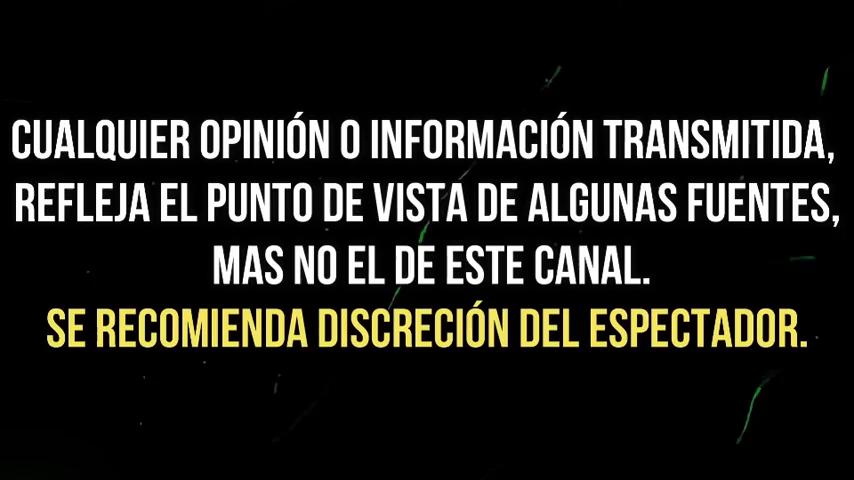 CUALQUIER OPINIÓN O INFORMACIÓN TRANSMITIDA,
REFLEJA EL PUNTO DE VISTA DE ALGUNAS FUENTES,
MAS NO EL DE ESTE CANAL.
SE RECOMIENDA DISCRECIÓN DEL ESPECTADOR.